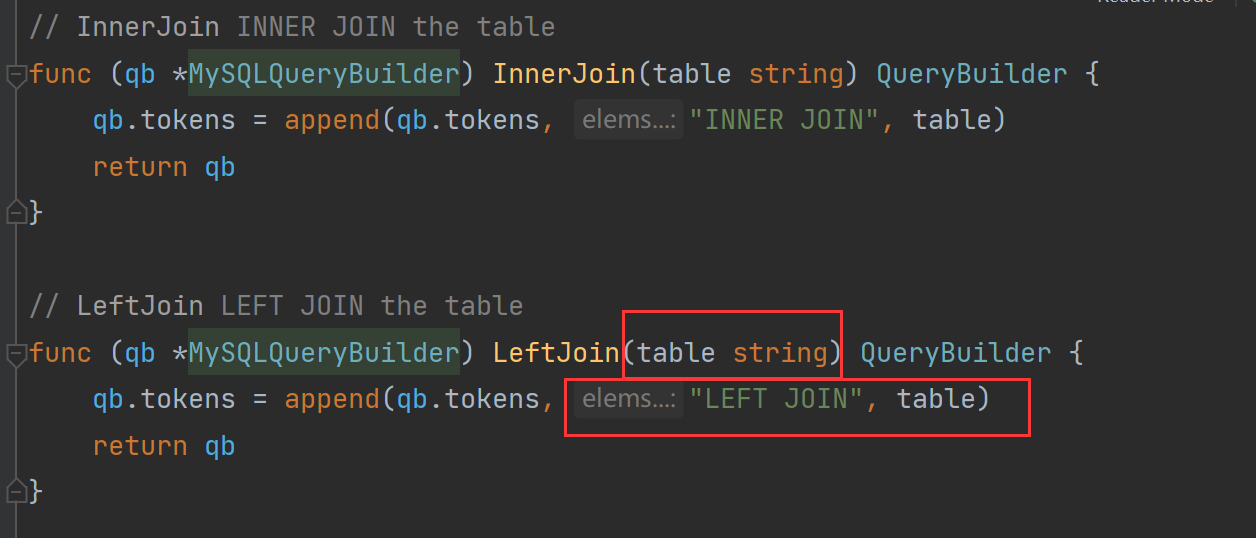 // InnerJoin INNER JOIN the table
func (qb *MySQLQueryBuilder) InnerJoin(table string) QueryBuilder {
qb.tokens = append(qb.tokens, elems...: "INNER JOIN", table)
return qb
}
// LeftJoin LEFT JOIN the table
func (qb *MySQLQueryBuilder) LeftJoin(table string) QueryBuilder {
qb.tokens = append(qb.tokens, elems...: "LEFT JOIN", table)
return qb
}